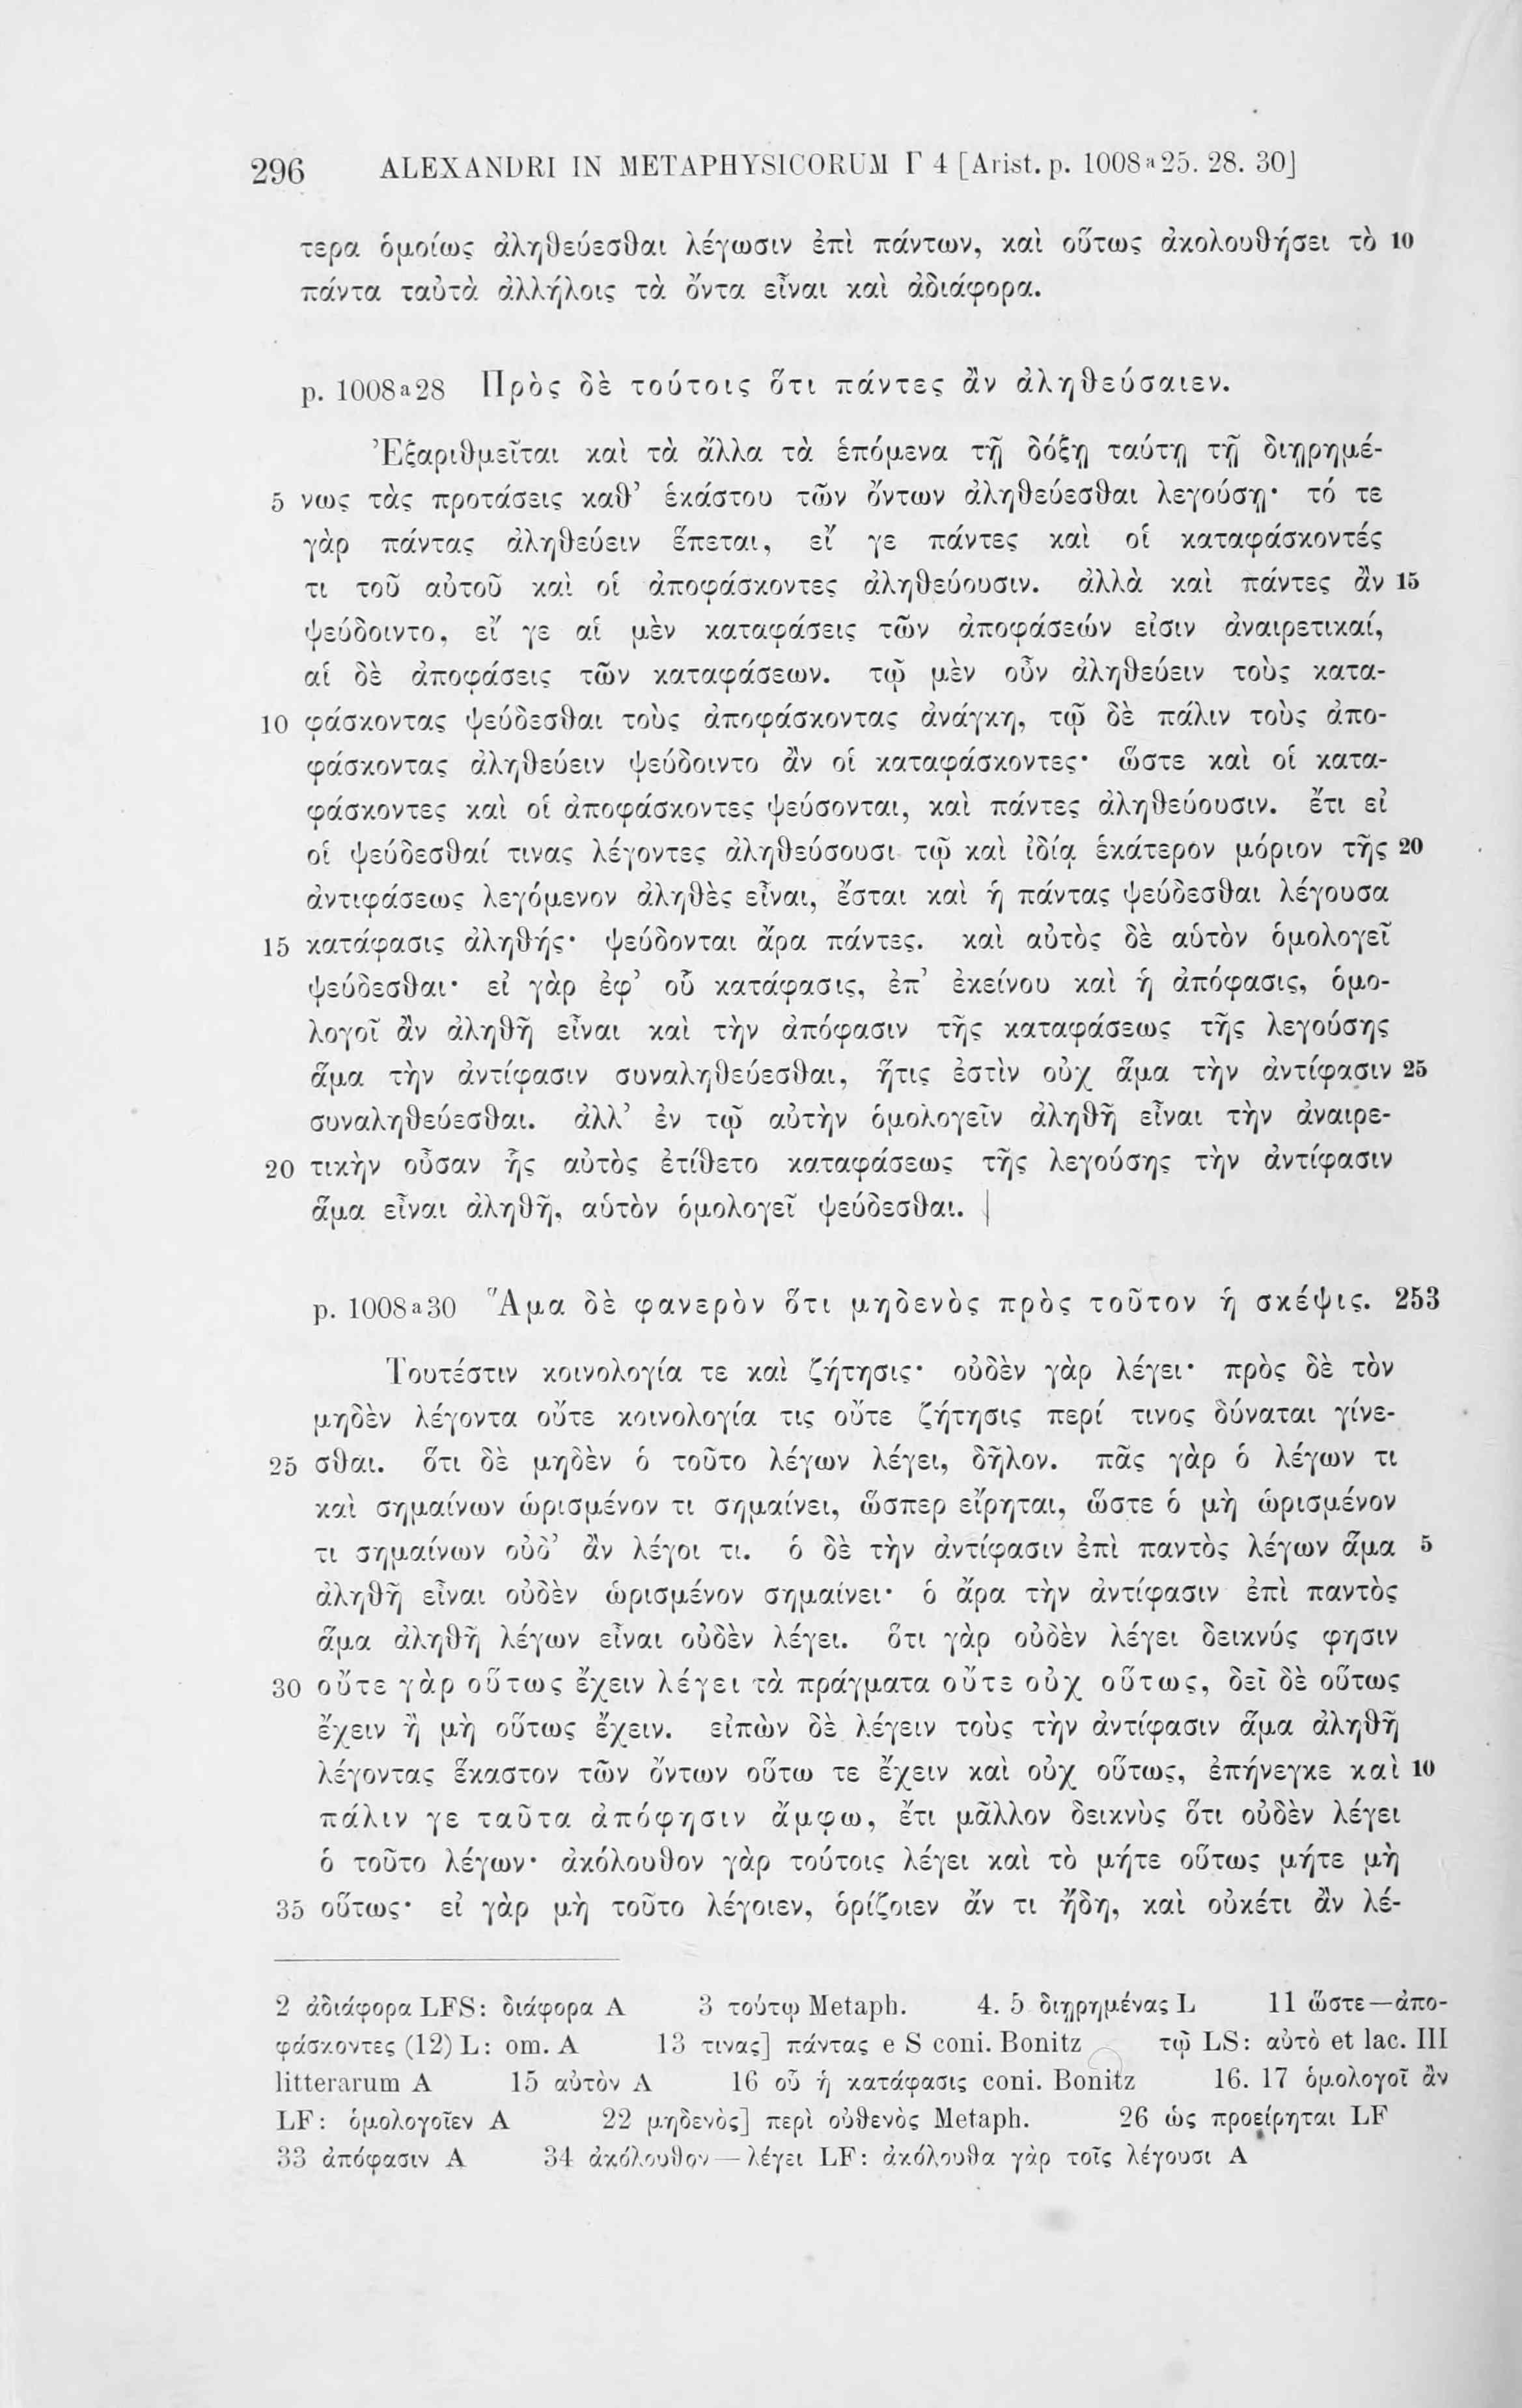 296 ALEXANDRI IN METAPHYSICORUM Γ 4 [Arist. p. 1008a25. 28. 30]
τερα ὁμοίως ἀληθεύεσθαι λέγωσιν ἐπὶ πάντων, καὶ οὕτως ἀκολουθήσει τὸ 10
πάντα ταὐτὰ ἀλλήλοις τὰ ὄντα εἶναι καὶ ἀδιάφορα.
p. 1008a28 Πρὸς δὲ τούτοις ὅτι πάντες ἂν ἀληθεύσαιεν.
Ἐξαριθμεῖται καὶ τὰ ἄλλα τὰ ἑπόμενα τῇ δόξῃ ταύτῃ τῇ διῃρημέ-
5 νως τὰς προτάσεις καθ’ ἑκάστου τῶν ὄντων ἀληθεύεσθαι λεγούσῃ· τό τε
γὰρ πάντας ἀληθεύειν ἕπεται, εἴ γε πάντες καὶ οἱ καταφάσκοντές
τι τοῦ αὐτοῦ καὶ οἱ ἀποφάσκοντες ἀληθεύουσιν. ἀλλὰ καὶ πάντες ἂν 15
ψεύδοιντο, εἴ γε αἱ μὲν καταφάσεις τῶν ἀποφάσεών εἰσιν ἀναιρετικαί,
αἱ δὲ ἀποφάσεις τῶν καταφάσεων. τῷ μὲν οὖν ἀληθεύειν τοὺς κατα-
10 φάσκοντας ψεύδεσθαι τοὺς ἀποφάσκοντας ἀνάγκη, τῷ δὲ πάλιν τοὺς ἀπο-
φάσκοντας ἀληθεύειν ψεύδοιντο ἂν οἱ καταφάσκοντες· ὥστε καὶ οἱ κατα-
φάσκοντες καὶ οἱ ἀποφάσκοντες ψεύσονται, καὶ πάντες ἀληθεύουσιν. ἔτι εἰ
οἱ ψεύδεσθαί τινας λέγοντες ἀληθεύσουσι τῷ καὶ ἰδίᾳ ἑκάτερον μόριον τῆς 20
ἀντιφάσεως λεγόμενον ἀληθὲς εἶναι, ἔσται καὶ ἡ πάντας ψεύδεσθαι λέγουσα
15 κατάφασις ἀληθής· ψεύδονται ἄρα πάντες. καὶ αὐτὸς δὲ αὑτὸν ὁμολογεῖ
ψεύδεσθαι· εἰ γὰρ ἐφ’ οὗ κατάφασις, ἐπ’ ἐκείνου καὶ ἡ ἀπόφασις, ὁμο-
λογοῖ ἂν ἀληθῆ εἶναι καὶ τὴν ἀπόφασιν τῆς καταφάσεως τῆς λεγούσης
ἅμα τὴν ἀντίφασιν συναληθεύεσθαι, ἥτις ἐστὶν οὐχ ἅμα τὴν ἀντίφασιν 25
συναληθεύεσθαι. ἀλλ’ ἐν τῷ αὐτὴν ὁμολογεῖν ἀληθῆ εἶναι τὴν ἀναιρε-
20 τικὴν οὖσαν ἧς αὐτὸς ἐτίθετο καταφάσεως τῆς λεγούσης τὴν ἀντίφασιν
ἅμα εἶναι ἀληθῆ, αὑτὸν ὁμολογεῖ ψεύδεσθαι. |
p. 1008a30 Ἅμα δὲ φανερὸν ὅτι μηδενὸς πρὸς τοῦτον ἡ σκέψις. 253
Τουτέστιν κοινολογία τε καὶ ζήτησις· οὐδὲν γὰρ λέγει· πρὸς δὲ τὸν
μηδὲν λέγοντα οὔτε κοινολογία τις οὔτε ζήτησις περί τινος δύναται γίνε-
25 σθαι. ὅτι δὲ μηδὲν ὁ τοῦτο λέγων λέγει, δῆλον. πᾶς γὰρ ὁ λέγων τι
καὶ σημαίνων ὡρισμένον τι σημαίνει, ὥσπερ εἴρηται, ὥστε ὁ μὴ ὡρισμένον
τι σημαίνων οὐδ’ ἂν λέγοι τι. ὁ δὲ τὴν ἀντίφασιν ἐπὶ παντὸς λέγων ἅμα 5
ἀληθῆ εἶναι οὐδὲν ὡρισμένον σημαίνει· ὁ ἄρα τὴν ἀντίφασιν ἐπὶ παντὸς
ἅμα ἀληθῆ λέγων εἶναι οὐδὲν λέγει. ὅτι γὰρ οὐδὲν λέγει δεικνύς φησιν
30 οὔτε γὰρ οὕτως ἔχειν λέγει τὰ πράγματα οὔτε οὐχ οὕτως, δεῖ δὲ οὕτως
ἔχειν ἢ μὴ οὕτως ἔχειν. εἰπὼν δὲ λέγειν τοὺς τὴν ἀντίφασιν ἅμα ἀληθῆ
λέγοντας ἕκαστον τῶν ὄντων οὕτω τε ἔχειν καὶ οὐχ οὕτως, ἐπήνεγκε καὶ 10
πάλιν γε ταῦτα ἀπόφησιν ἄμφω, ἔτι μᾶλλον δεικνὺς ὅτι οὐδὲν λέγει
ὁ τοῦτο λέγων· ἀκόλουθον γὰρ τούτοις λέγει καὶ τὸ μήτε οὕτως μήτε μὴ
35 οὕτως· εἰ γὰρ μὴ τοῦτο λέγοιεν, ὁρίζοιεν ἄν τι ἤδη, καὶ οὐκέτι ἂν λέ-
2 ἀδιάφορα LFS: διάφορα A 3 τούτῳ Metaph. 4. 5 διῃρημένας L 11 ὥστε—ἀπο-
φάσκοντες (12) L: om. A 13 τινας] πάντας e S coni. Bonitz τῷ LS: αὐτὸ et lac. III
litterarum A 15 αὐτὸν A 16 οὗ ἡ κατάφασις coni. Bonitz 16. 17 ὁμολογοῖ ἂν
LF: ὁμολογοῖεν A 22 μηδενὸς] περὶ οὐθενὸς Metaph. 26 ὡς προείρηται LF
33 ἀπόφασιν A 34 ἀκόλουθον—λέγει LF: ἀκόλουθα γὰρ τοῖς λέγουσι A